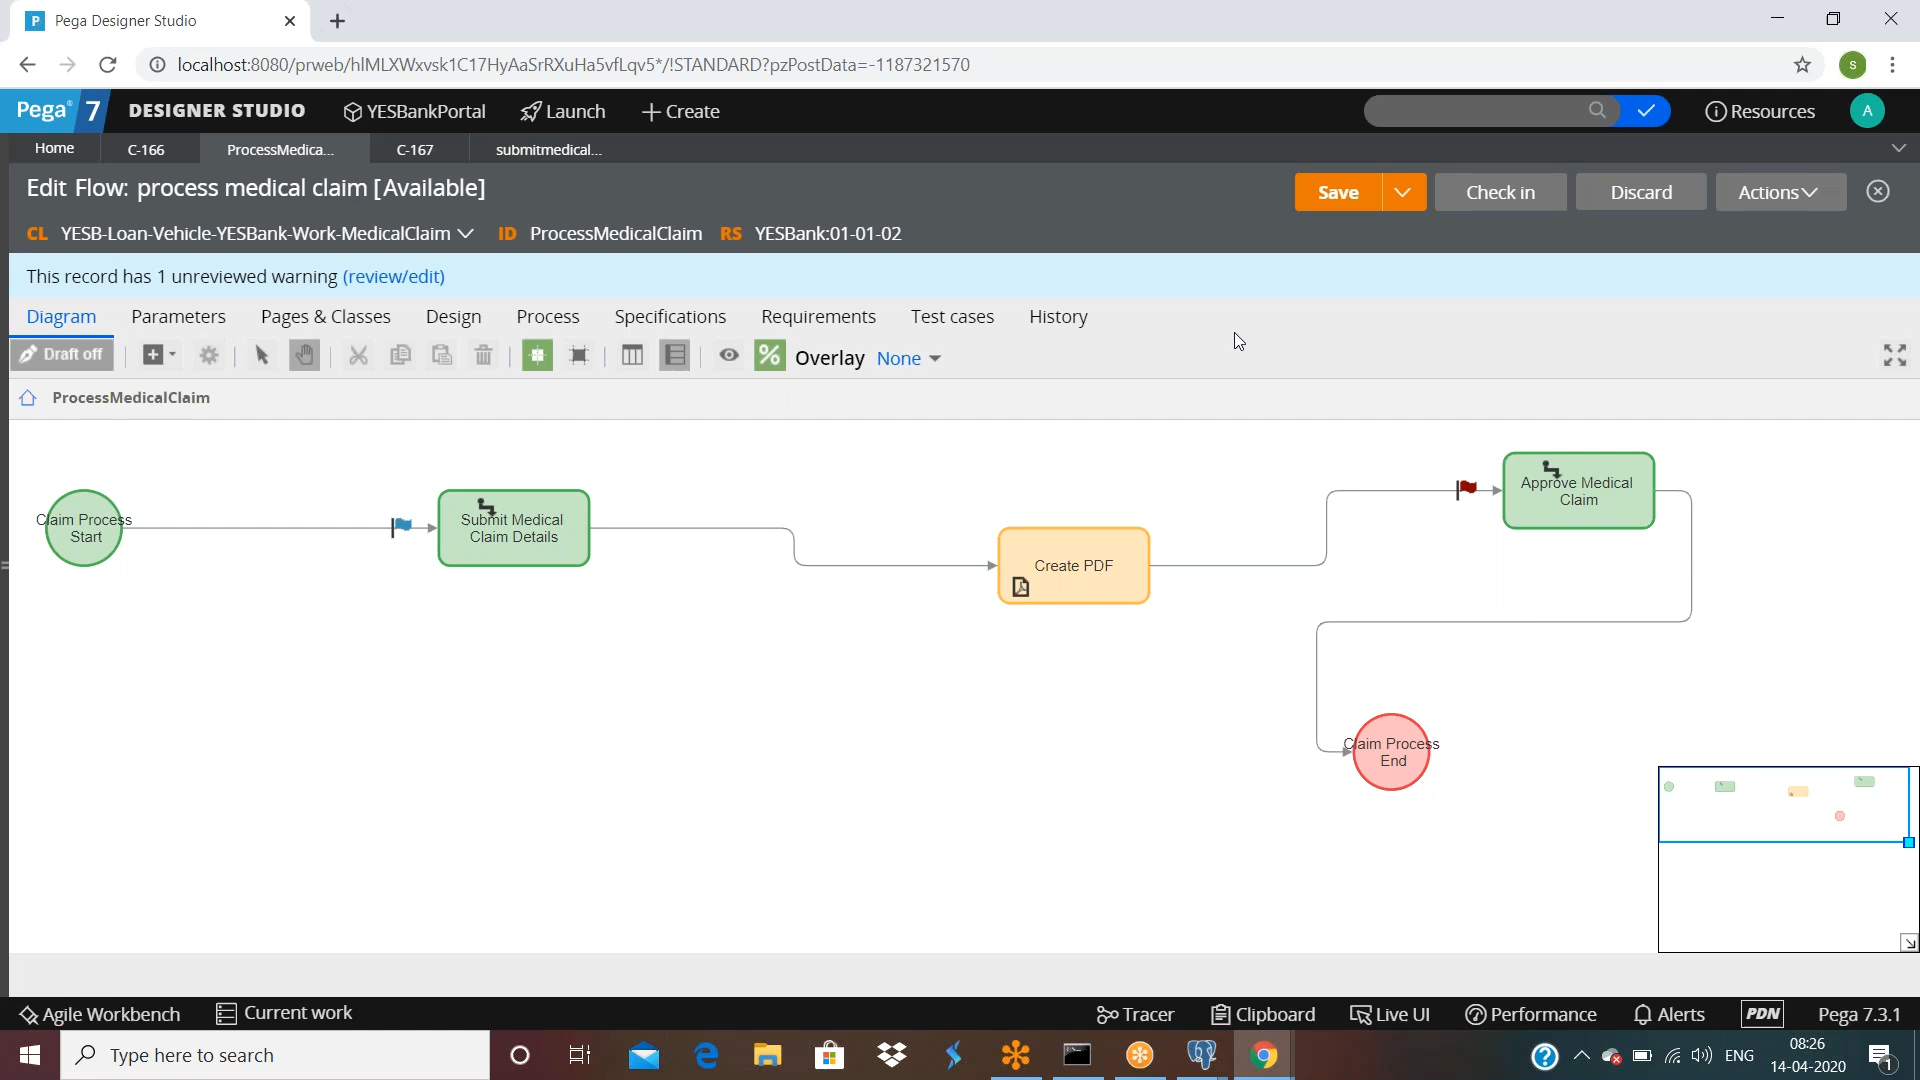 Pega Designer Studio
localhost:8080/prweb/hIMLXWxvsk1C17HyAaSrRXuHa5vfLqv5*/!STANDARD?pzPostData=-1187321570
s
Pega 7 DESIGNER STUDIO YESBankPortal Launch Create Resources A
Home C-166 ProcessMedica... C-167 submitmedical...
Edit Flow: process medical claim [Available] Save Check in Discard Actions
CL YESB-Loan-Vehicle-YESBank-Work-MedicalClaim ID ProcessMedicalClaim RS YESBank:01-01-02
This record has 1 unreviewed warning (review/edit)
Diagram Parameters Pages & Classes Design Process Specifications Requirements Test cases History
Draft off % Overlay None
ProcessMedicalClaim
Claim Process
Start
Submit Medical
Claim Details
Create PDF
Approve Medical
Claim
Claim Process
End
Agile Workbench Current work Tracer Clipboard Live UI Performance Alerts PDN Pega 7.3.1
Type here to search
ENG
08:26
14-04-2020
1